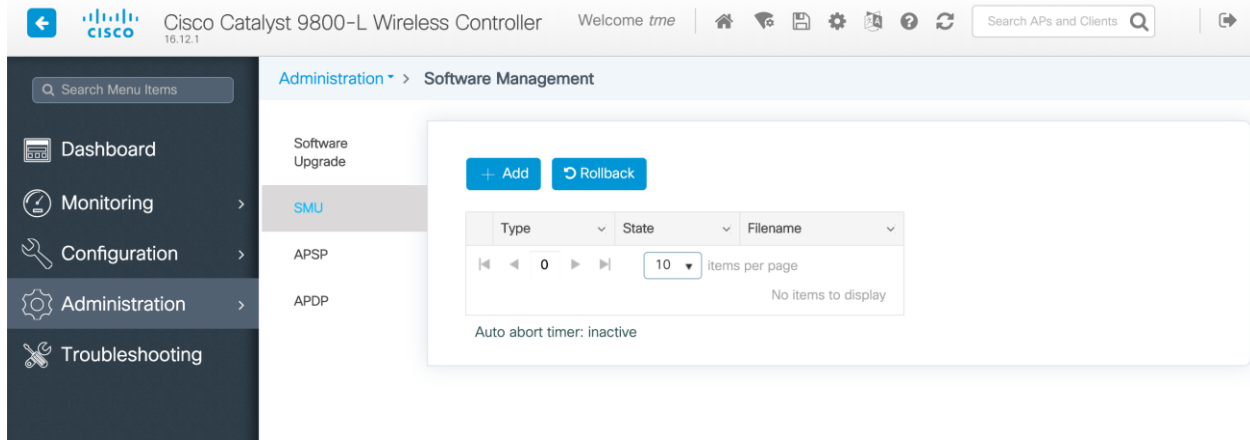 CISCO
Cisco Catalyst 9800-L Wireless Controller
16.12.1
Welcome tme
Search APs and Clients
Search Menu Items
Dashboard
Monitoring
Configuration
Administration
Troubleshooting
Administration > Software Management
Software
Upgrade
SMU
APSP
APDP
+ Add
Rollback
Type State Filename
0 10 items per page
No items to display
Auto abort timer: inactive